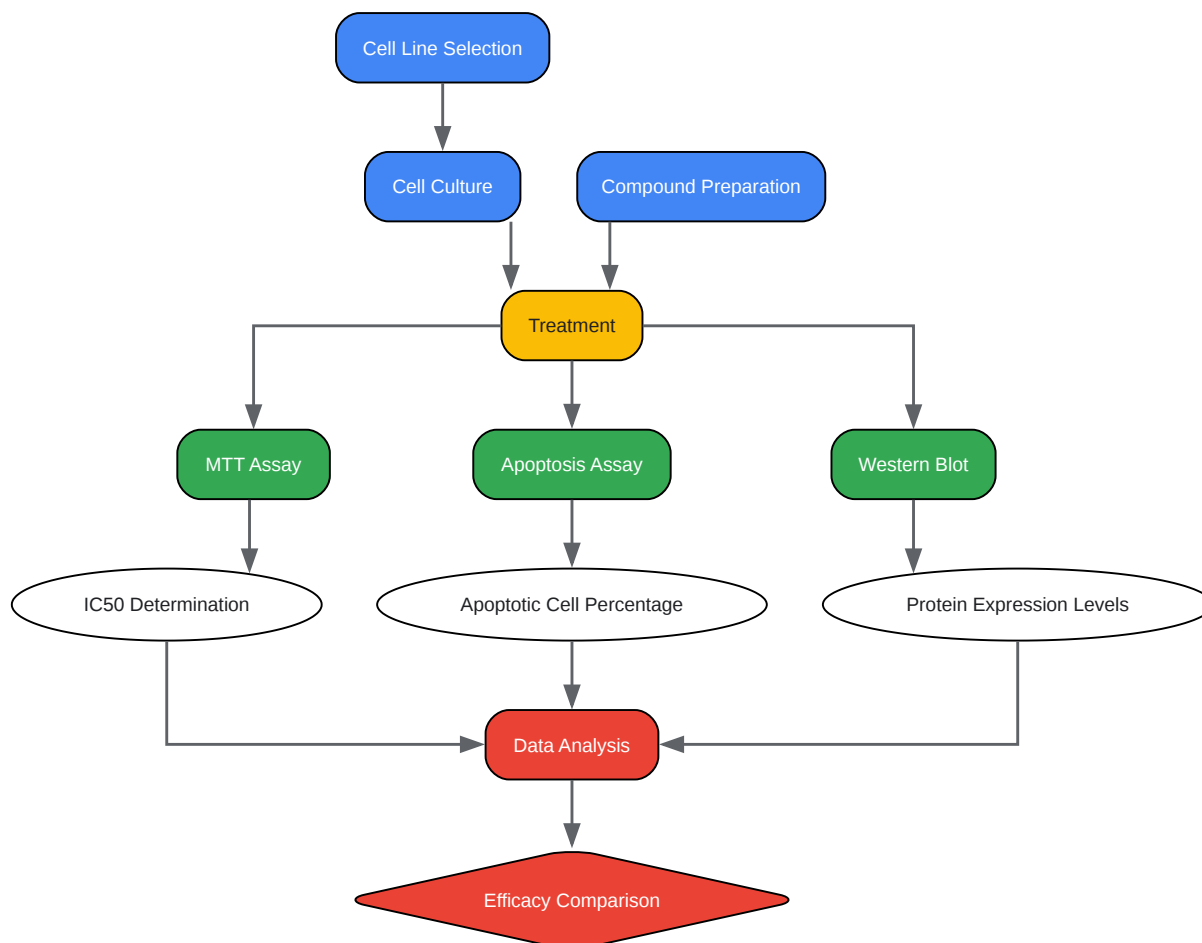 Cell Line Selection
Cell Culture
Compound Preparation
Treatment
MTT Assay
Apoptosis Assay
Western Blot
IC50 Determination
Apoptotic Cell Percentage
Protein Expression Levels
Data Analysis
Efficacy Comparison